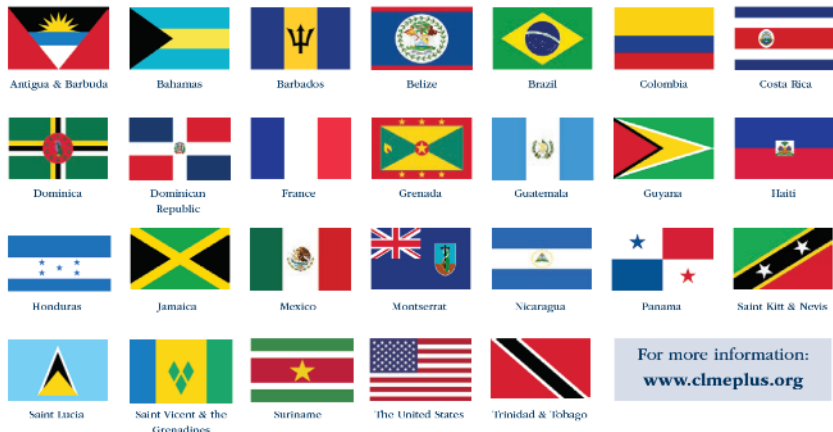 Antigua & Barbuda
Bahamas
Barbados
Belize
Brazil
Colombia
Costa Rica
Dominica
Dominican
Republic
France
Grenada
Guatemala
Guyana
Haiti
Honduras
Jamaica
Mexico
Montserrat
Nicaragua
Panama
Saint Kitt & Nevis
Saint Lucia
Saint Vicent & the
Grenadines
Suriname
The United States
Trinidad & Tobago
For more information:
www.clmeplus.org